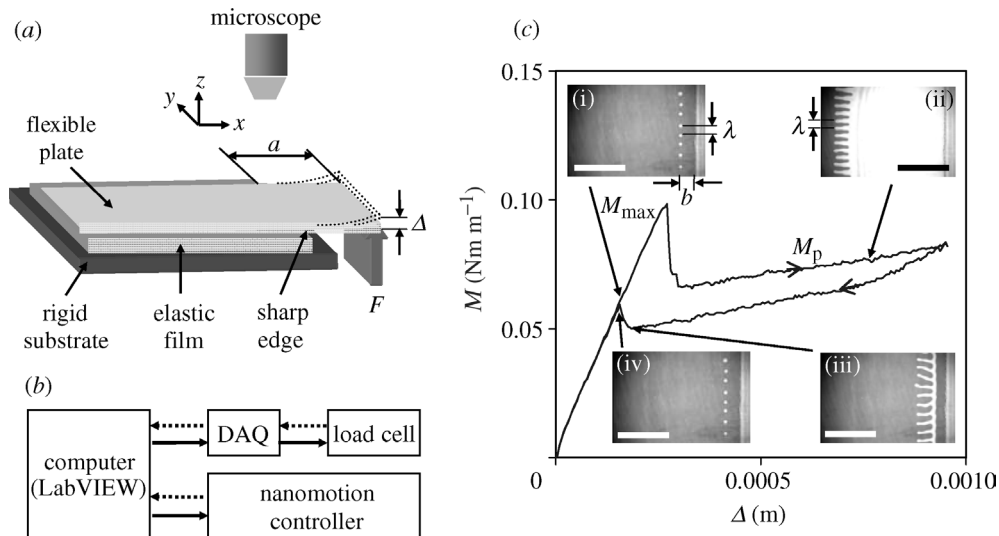 (a)
microscope
z
y
x
flexible
plate
a
Δ
rigid
substrate
elastic
film
sharp
edge
F
(b)
computer
(LabVIEW)
DAQ
load cell
nanomotion
controller
(c)
0.15
0.10
0.05
0
0.0005
0.0010
M (Nm m⁻¹)
Δ (m)
(i)
λ
b
(ii)
λ
M_max
M_p
(iv)
(iii)